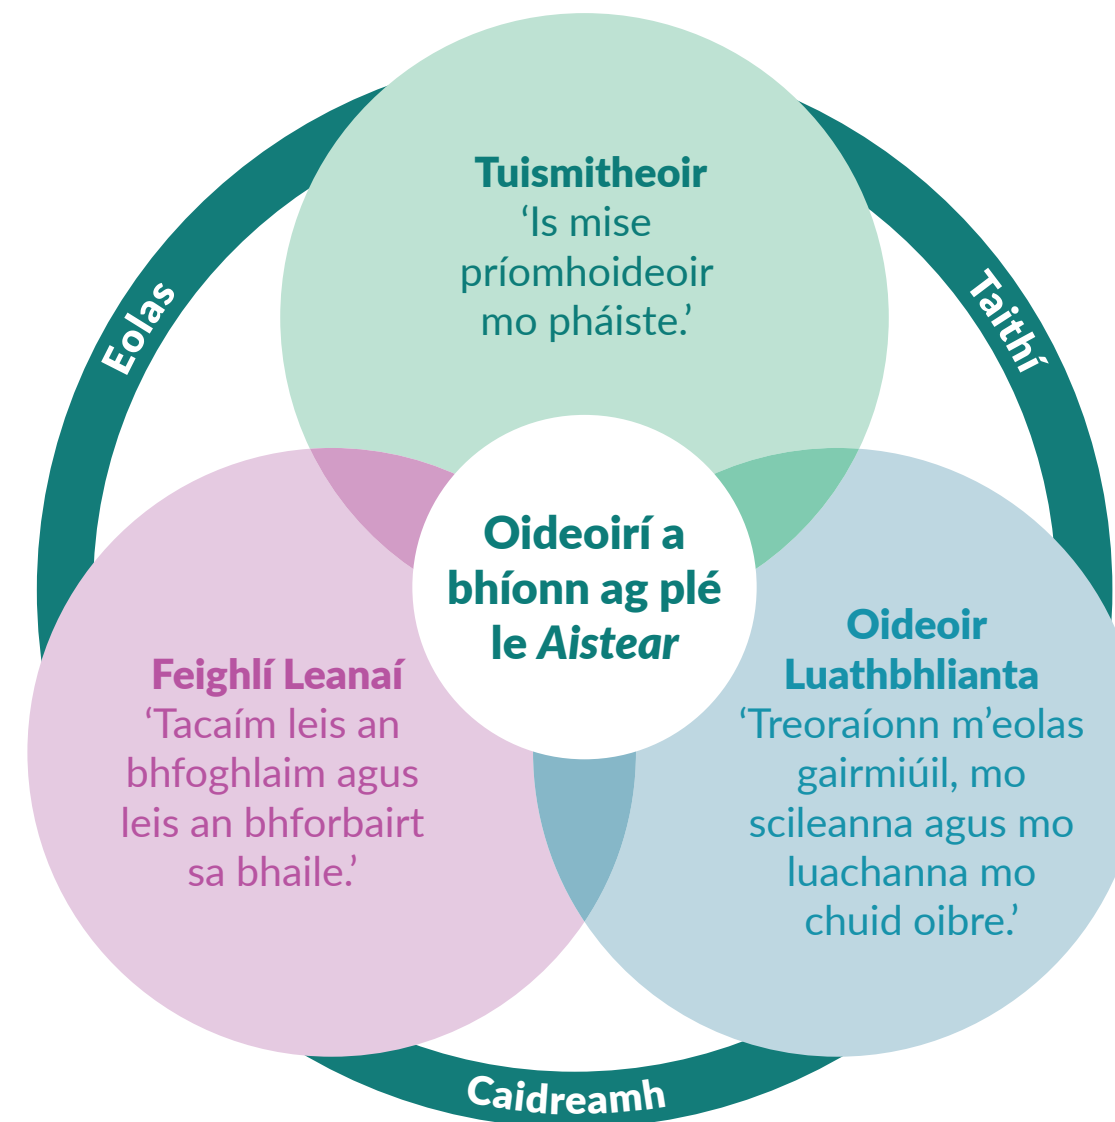 Tuismitheoir
‘Is mise
príomhoideoir
mo pháiste.’
Eolas
Taithí
Oideoirí a
bhíonn ag plé
le Aistear
Feighlí Leanaí
‘Tacaím leis an
bhfoghlaim agus
leis an bhforbairt
sa bhaile.’
Oideoir
Luathbhlianta
‘Treoraíonn m’eolas
gairmiúil, mo
scileanna agus mo
luachanna mo
chuid oibre.’
Caidreamh